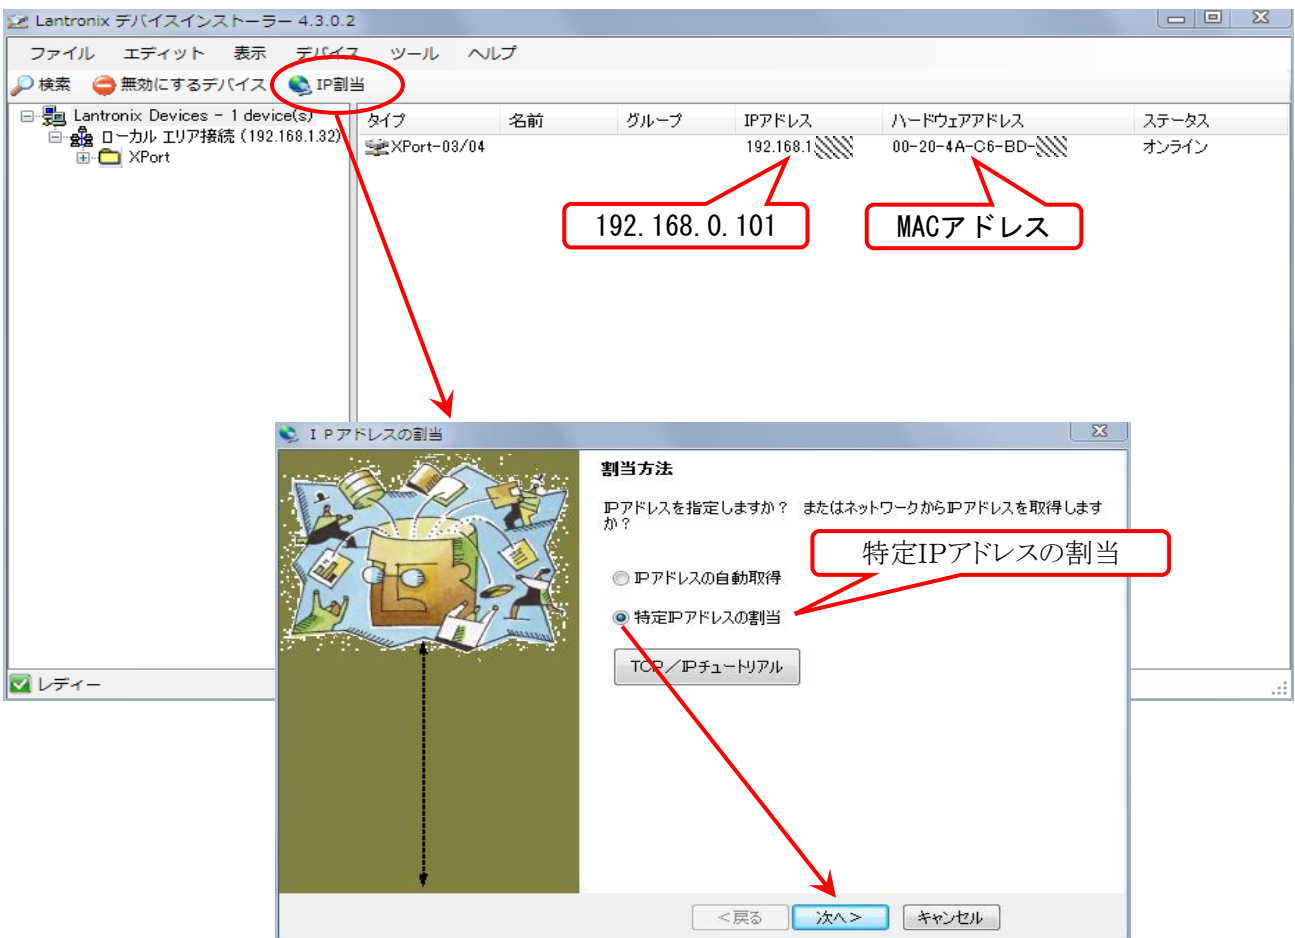 Lantronix デバイスインストーラー 4.3.0.2
ファイル エディット 表示 デバイス ツール ヘルプ
検索 無効にするデバイス IP割当
Lantronix Devices - 1 device(s)
ローカル エリア接続 (192.168.1.32)
XPort
タイプ 名前 グループ IPアドレス ハードウェアアドレス ステータス
XPort-03/04 192.168.1 00-20-4A-C6-BD- オンライン
192.168.0.101
MACアドレス
IPアドレスの割当
割当方法
IPアドレスを指定しますか? またはネットワークからIPアドレスを取得します
か?
特定IPアドレスの割当
IPアドレスの自動取得
特定IPアドレスの割当
TCP/IPチュートリアル
<戻る 次へ> キャンセル
レディー